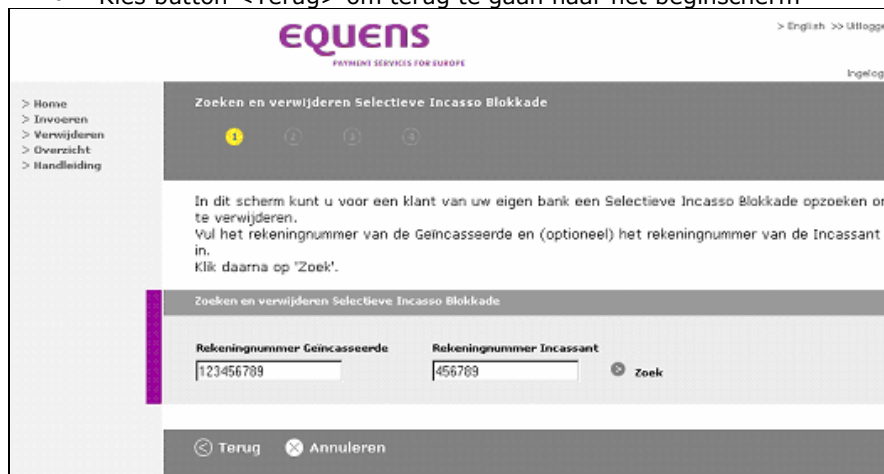 Kies button <Terug> om terug te gaan naar het beginscherm
EQUENS
PAYMENT SERVICES FOR EUROPE
> English >> Uitlogge
Ingelog
> Home
> Invoeren
> Verwijderen
> Overzicht
> Handleiding
Zoeken en verwijderen Selectieve Incasso Blokkade
1 2 3 4
In dit scherm kunt u voor een klant van uw eigen bank een Selectieve Incasso Blokkade opzoeken om
te verwijderen.
Vul het rekeningnummer van de Geïncasseerde en (optioneel) het rekeningnummer van de Incassant
in.
Klik daarna op 'Zoek'.
Zoeken en verwijderen Selectieve Incasso Blokkade
Rekeningnummer Geïncasseerde Rekeningnummer Incassant
123456789 456789 Zoek
Terug Annuleren